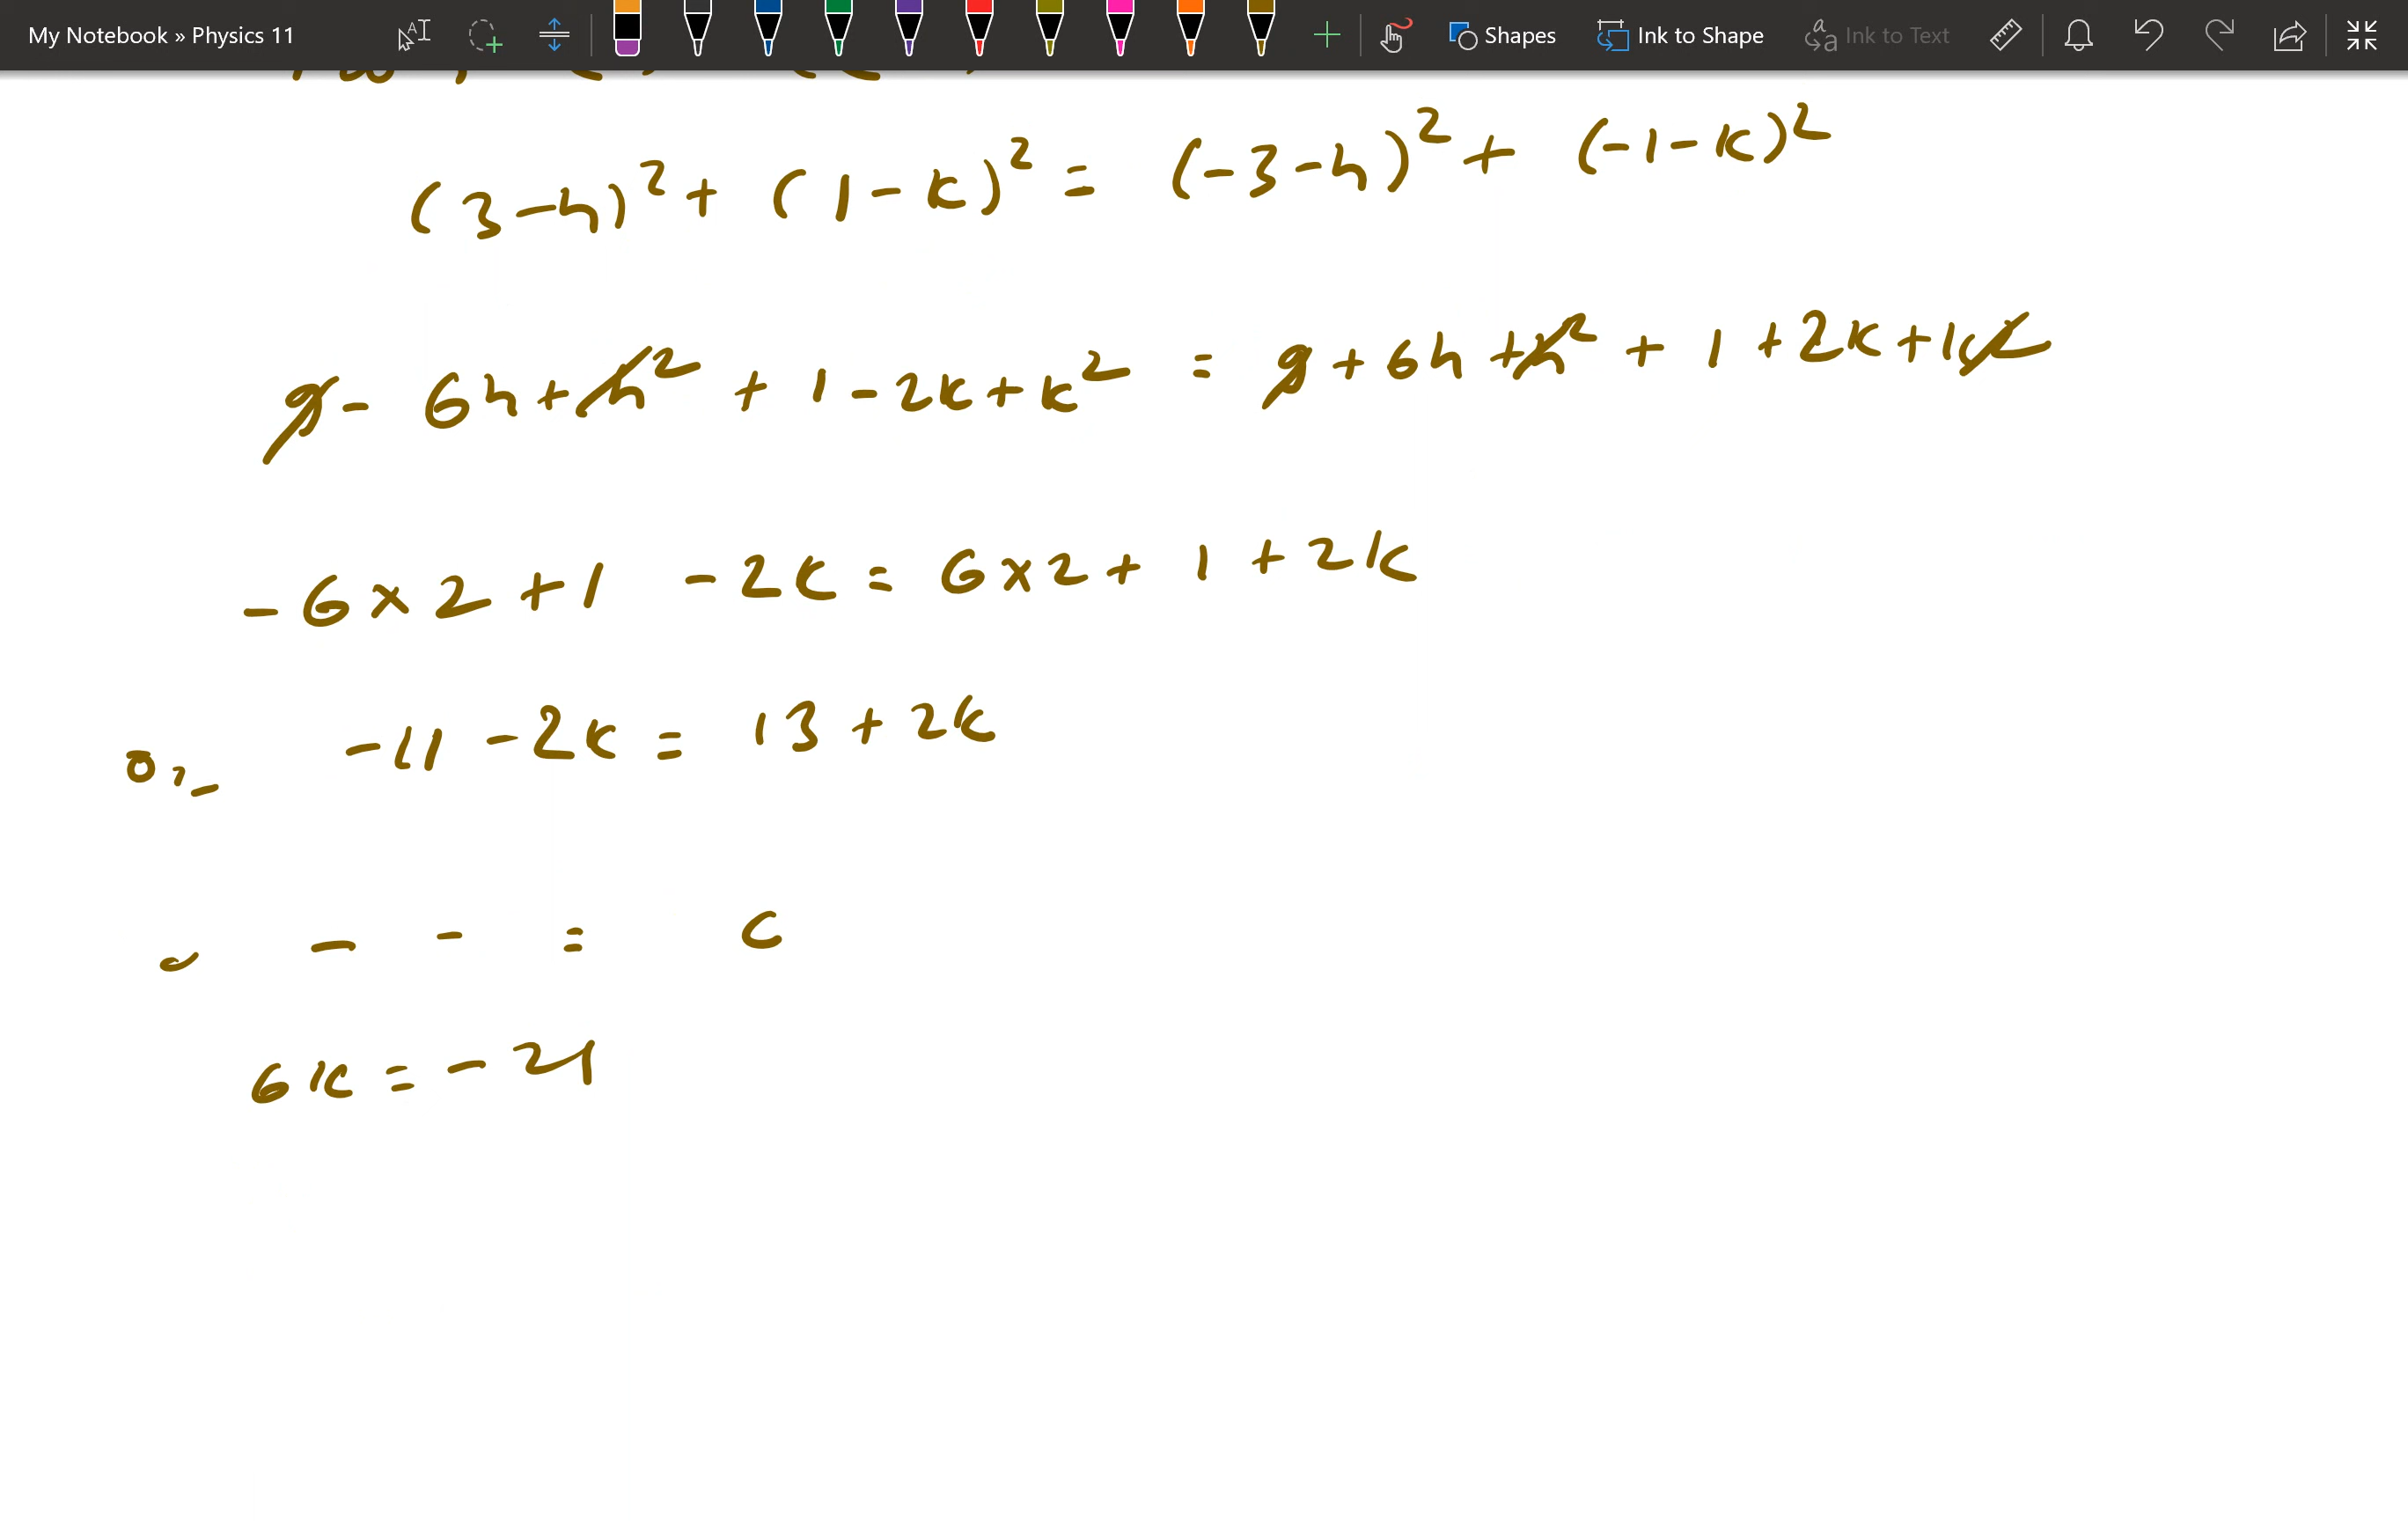 My Notebook » Physics 11 Shapes Ink to Shape Ink to Text
(3-h)² + (1-k)² = (-3-h)² + (-1-k)²
9 - 6h + h² + 1 - 2k + k² = 9 + 6h + h² + 1 + 2k + k²
- 6 × 2 + 1 - 2k = 6 × 2 + 1 + 2k
or - 11 - 2k = 13 + 2k
- - = c
6k = - 24